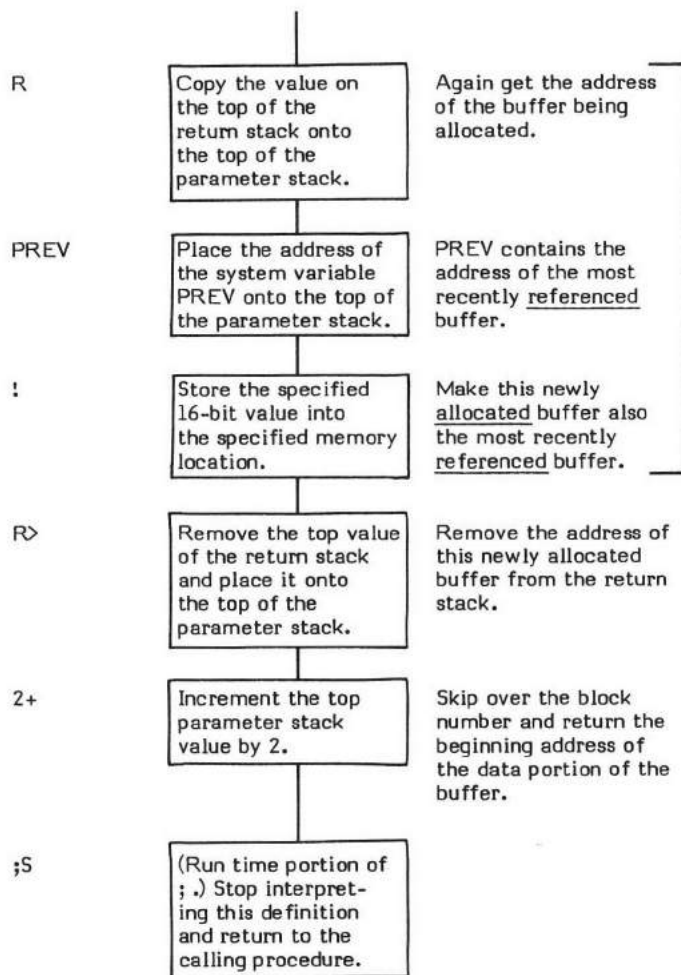 R
Copy the value on
the top of the
return stack onto
the top of the
parameter stack.
Again get the address
of the buffer being
allocated.
PREV
Place the address of
the system variable
PREV onto the top of
the parameter stack.
PREV contains the
address of the most
recently referenced
buffer.
!
Store the specified
16-bit value into
the specified memory
location.
Make this newly
allocated buffer also
the most recently
referenced buffer.
R>
Remove the top value
of the return stack
and place it onto
the top of the
parameter stack.
Remove the address of
this newly allocated
buffer from the return
stack.
2+
Increment the top
parameter stack
value by 2.
Skip over the block
number and return the
beginning address of
the data portion of the
buffer.
;S
(Run time portion of
; .) Stop interpret-
ing this definition
and return to the
calling procedure.